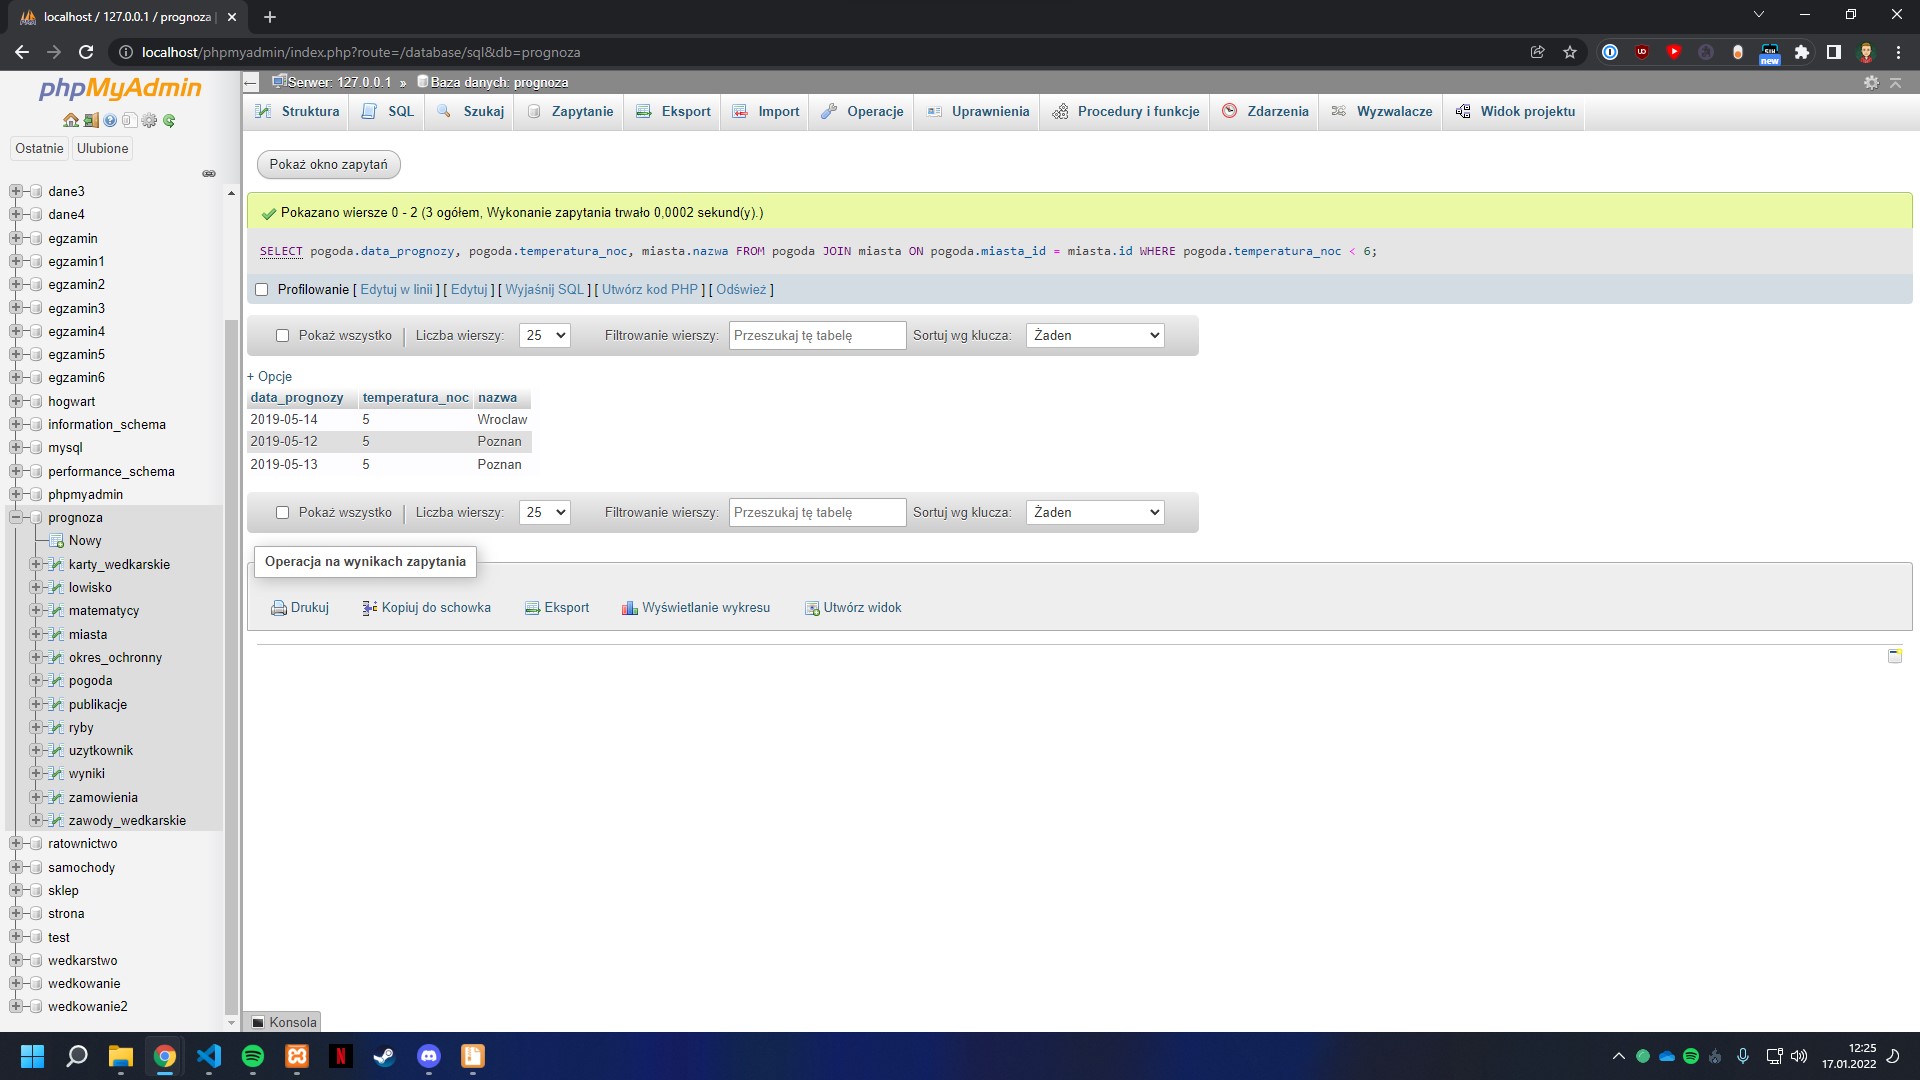 localhost / 127.0.0.1 / prognoza |
localhost/phpmyadmin/index.php?route=/database/sql&db=prognoza
new
phpMyAdmin
Ostatnie Ulubione
dane3
dane4
egzamin
egzamin1
egzamin2
egzamin3
egzamin4
egzamin5
egzamin6
hogwart
information_schema
mysql
performance_schema
phpmyadmin
prognoza
Nowy
karty_wedkarskie
lowisko
matematycy
miasta
okres_ochronny
pogoda
publikacje
ryby
uzytkownik
wyniki
zamowienia
zawody_wedkarskie
ratownictwo
samochody
sklep
strona
test
wedkarstwo
wedkowanie
wedkowanie2
Serwer: 127.0.0.1 » Baza danych: prognoza
Struktura SQL Szukaj Zapytanie Eksport Import Operacje Uprawnienia Procedury i funkcje Zdarzenia Wyzwalacze Widok projektu
Pokaż okno zapytań
Pokazano wiersze 0 - 2 (3 ogółem, Wykonanie zapytania trwało 0,0002 sekund(y).)
SELECT pogoda.data_prognozy, pogoda.temperatura_noc, miasta.nazwa FROM pogoda JOIN miasta ON pogoda.miasta_id = miasta.id WHERE pogoda.temperatura_noc < 6;
Profilowanie [ Edytuj w linii ] [ Edytuj ] [ Wyjaśnij SQL ] [ Utwórz kod PHP ] [ Odśwież ]
Pokaż wszystko | Liczba wierszy: 25 Filtrowanie wierszy: Przeszukaj tę tabelę Sortuj wg klucza: Żaden
+ Opcje
data_prognozy temperatura_noc nazwa
2019-05-14 5 Wroclaw
2019-05-12 5 Poznan
2019-05-13 5 Poznan
Pokaż wszystko | Liczba wierszy: 25 Filtrowanie wierszy: Przeszukaj tę tabelę Sortuj wg klucza: Żaden
Operacja na wynikach zapytania
Drukuj Kopiuj do schowka Eksport Wyświetlanie wykresu Utwórz widok
Konsola
12:25
17.01.2022